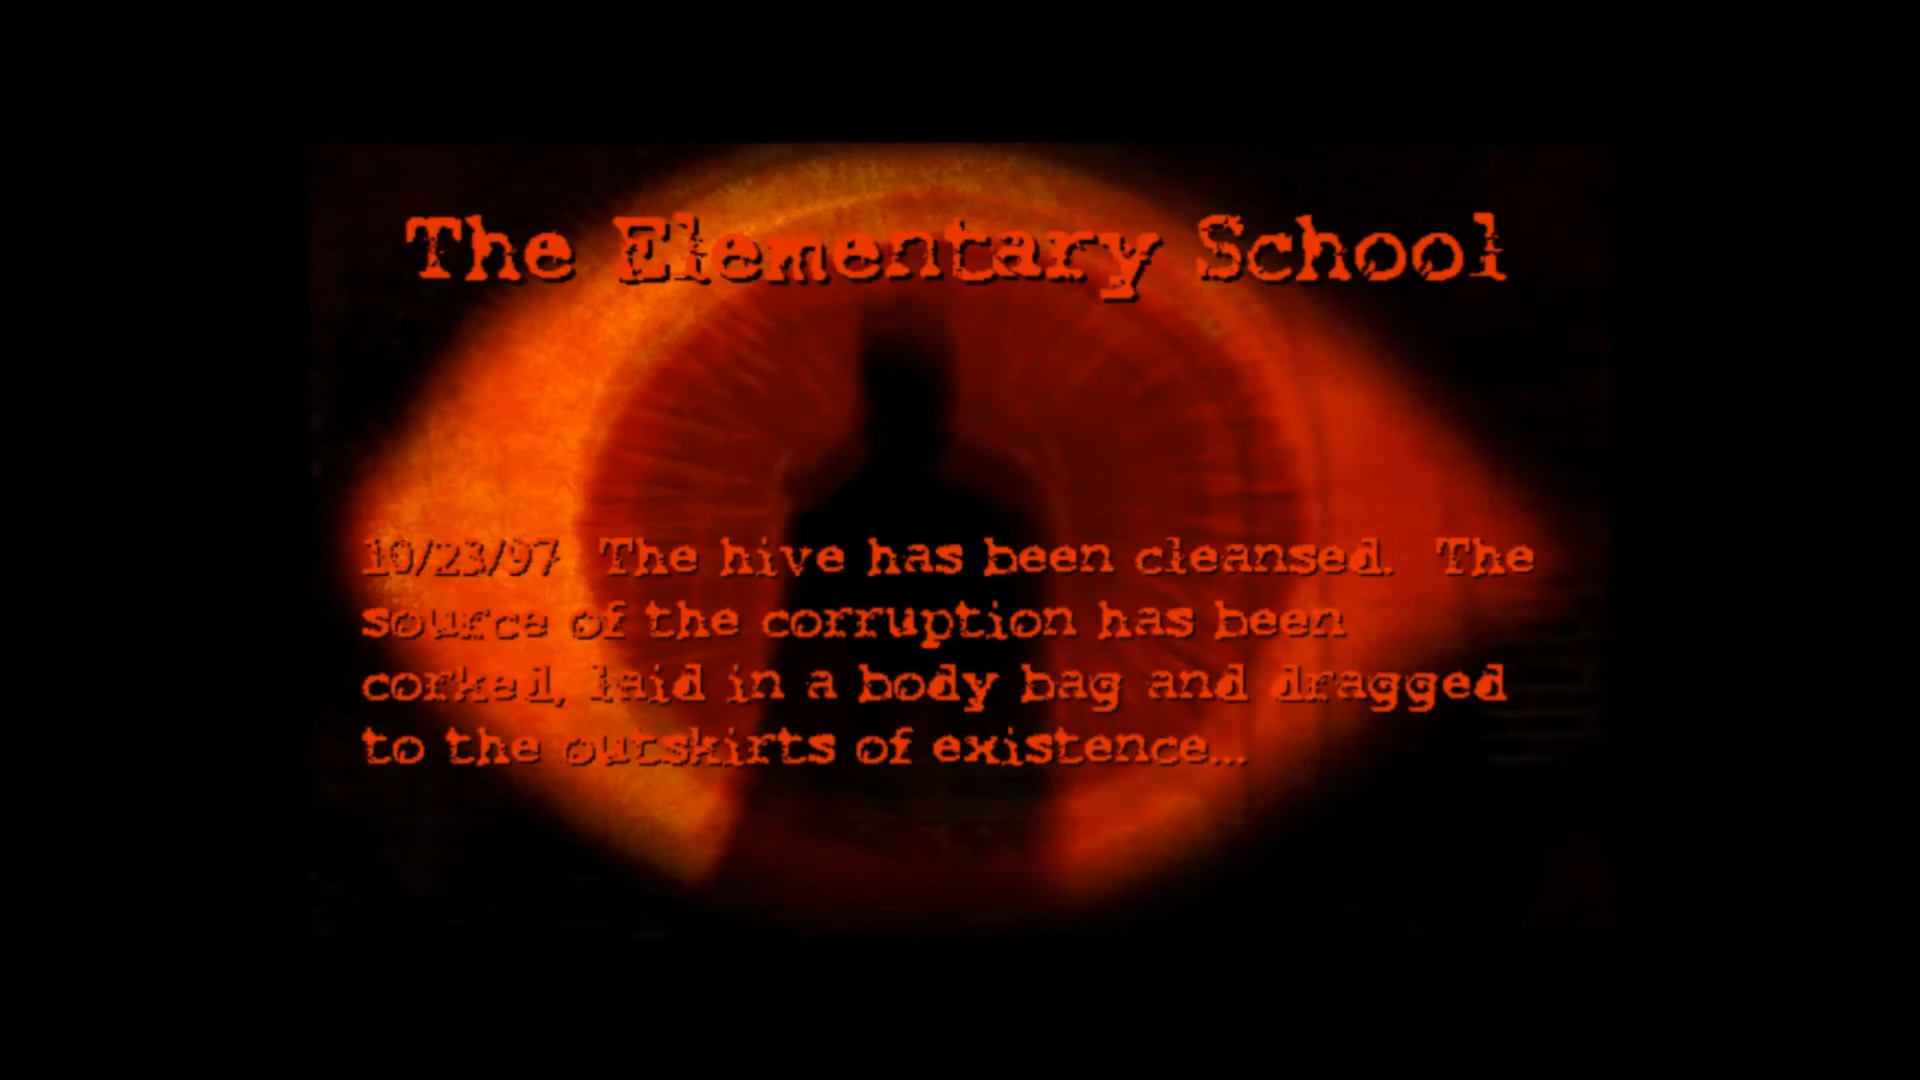 The Elementary School
10/23/97 The hive has been cleansed. The
source of the corruption has been
corked, laid in a body bag and dragged
to the outskirts of existence...